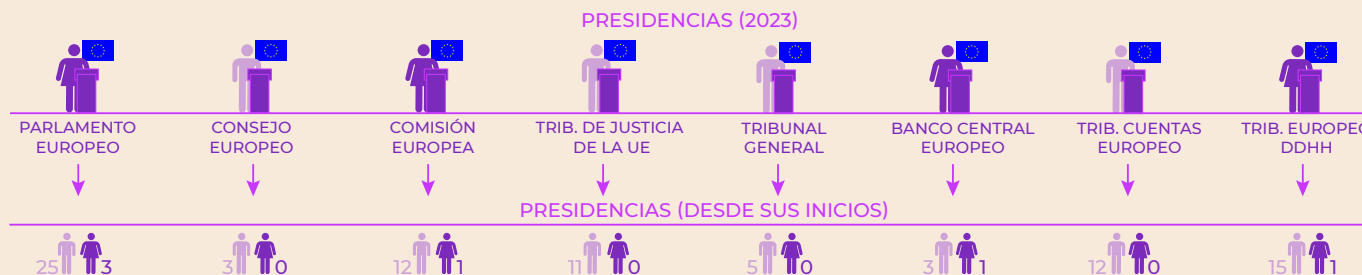 PRESIDENCIAS (2023)
PARLAMENTO
EUROPEO
CONSEJO
EUROPEO
COMISIÓN
EUROPEA
TRIB. DE JUSTICIA
DE LA UE
TRIBUNAL
GENERAL
BANCO CENTRAL
EUROPEO
TRIB. CUENTAS
EUROPEO
TRIB. EUROPEO
DDHH
PRESIDENCIAS (DESDE SUS INICIOS)
25 3
3 0
12 1
11 0
5 0
3 1
12 0
15 1